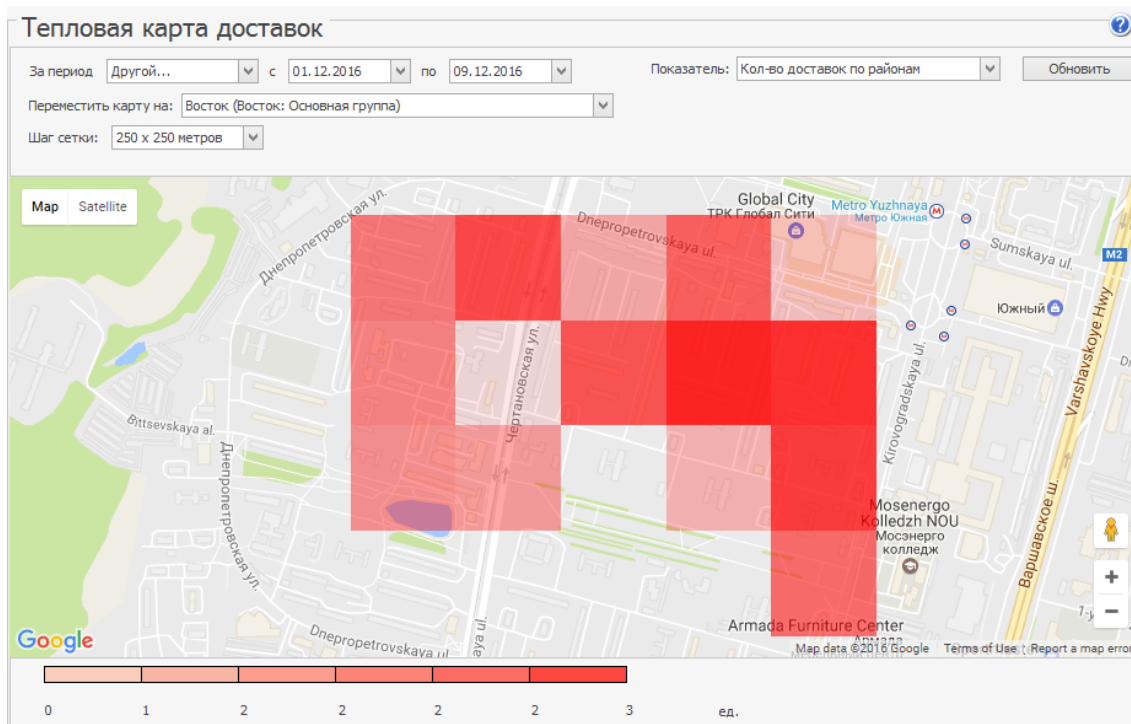 Тепловая карта доставок
За период Другой... с 01.12.2016 по 09.12.2016 Показатель: Кол-во доставок по районам Обновить
Переместить карту на: Восток (Восток: Основная группа)
Шаг сетки: 250 x 250 метров
Map Satellite
Днепропетровская ул.
Dnepropetrovskaya ul.
Global City
ТРК Глобал Сити
Metro Yuzhnaya
Метро Южная
Sumskaya ul.
M2
Южный
Varshavskoye Hwy
Чертановская ул.
Kirovogradskaya ul.
Bittsevskaya al.
Днепропетровская ул.
Mosenergo
Kolledzh NOU
Мосэнерго
колледж
Варшавское ш.
Armada Furniture Center
Dnepropetrovskaya ul.
Google
Map data ©2016 Google Terms of Use Report a map error
0 1 2 2 2 2 3 ед.